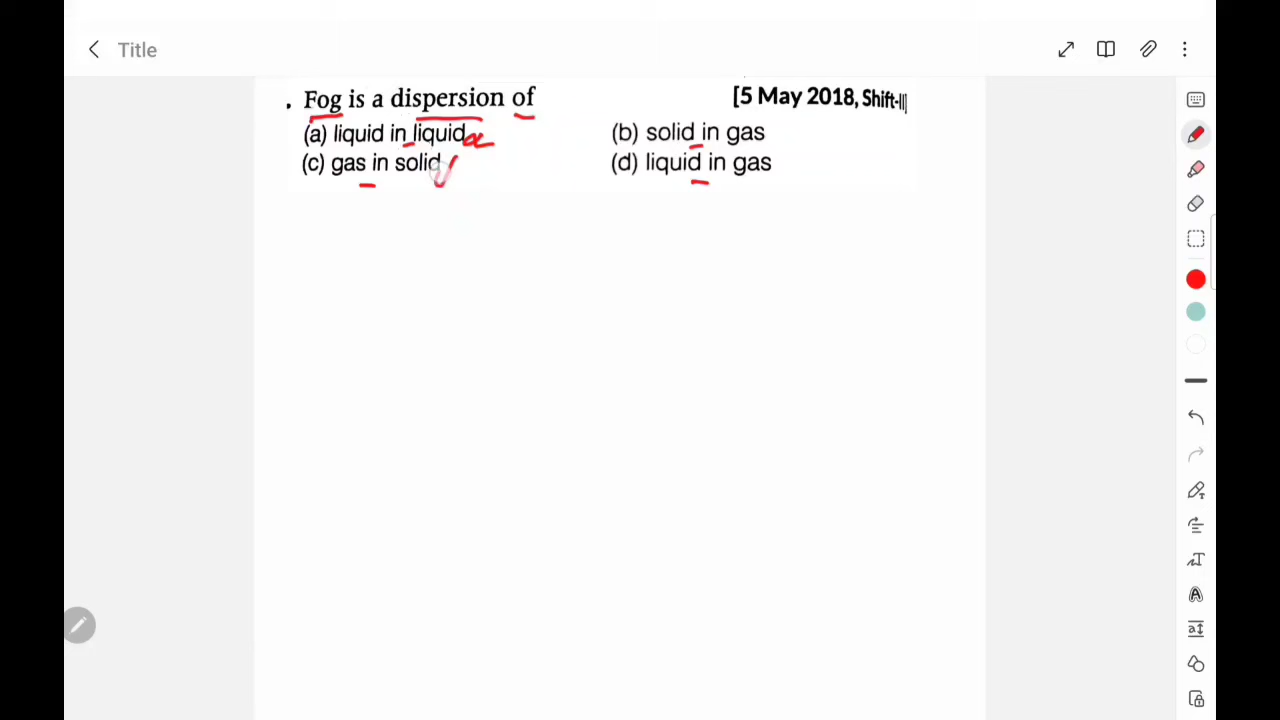 Title
. Fog is a dispersion of [5 May 2018, Shift-II]
(a) liquid in liquid (b) solid in gas
(c) gas in solid (d) liquid in gas